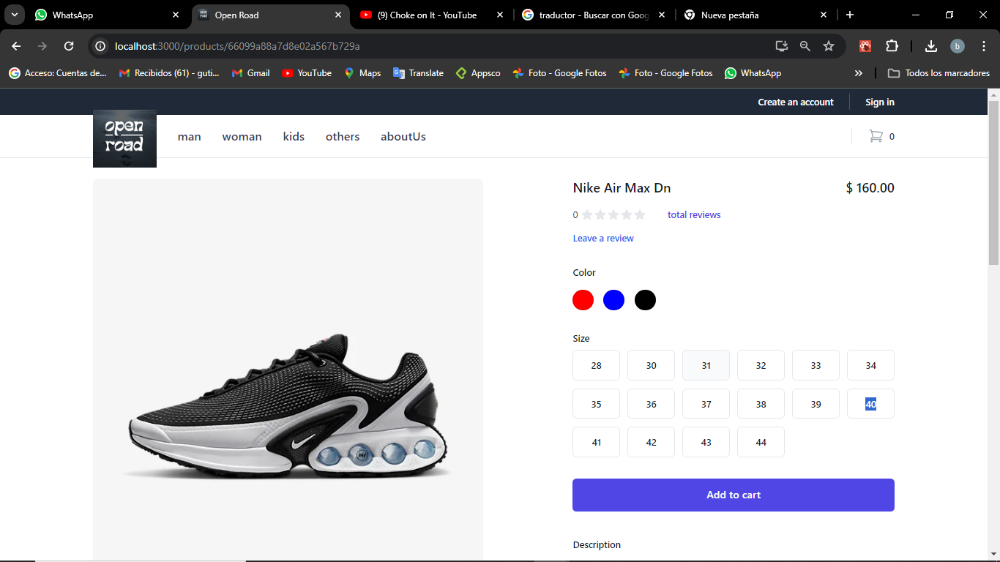 WhatsApp
Open Road
(9) Choke on It - YouTube
traductor - Buscar con Goog
Nueva pestaña
localhost:3000/products/66099a88a7d8e02a567b729a
b
Acceso: Cuentas de...
Recibidos (61) - guti...
Gmail
YouTube
Maps
Translate
Appsco
Foto - Google Fotos
Foto - Google Fotos
WhatsApp
»
Todos los marcadores
Create an account
Sign in
open
road
man
woman
kids
others
aboutUs
0
Nike Air Max Dn
$ 160.00
0
total reviews
Leave a review
Color
Size
28 30 31 32 33 34
35 36 37 38 39 40
41 42 43 44
Add to cart
Description